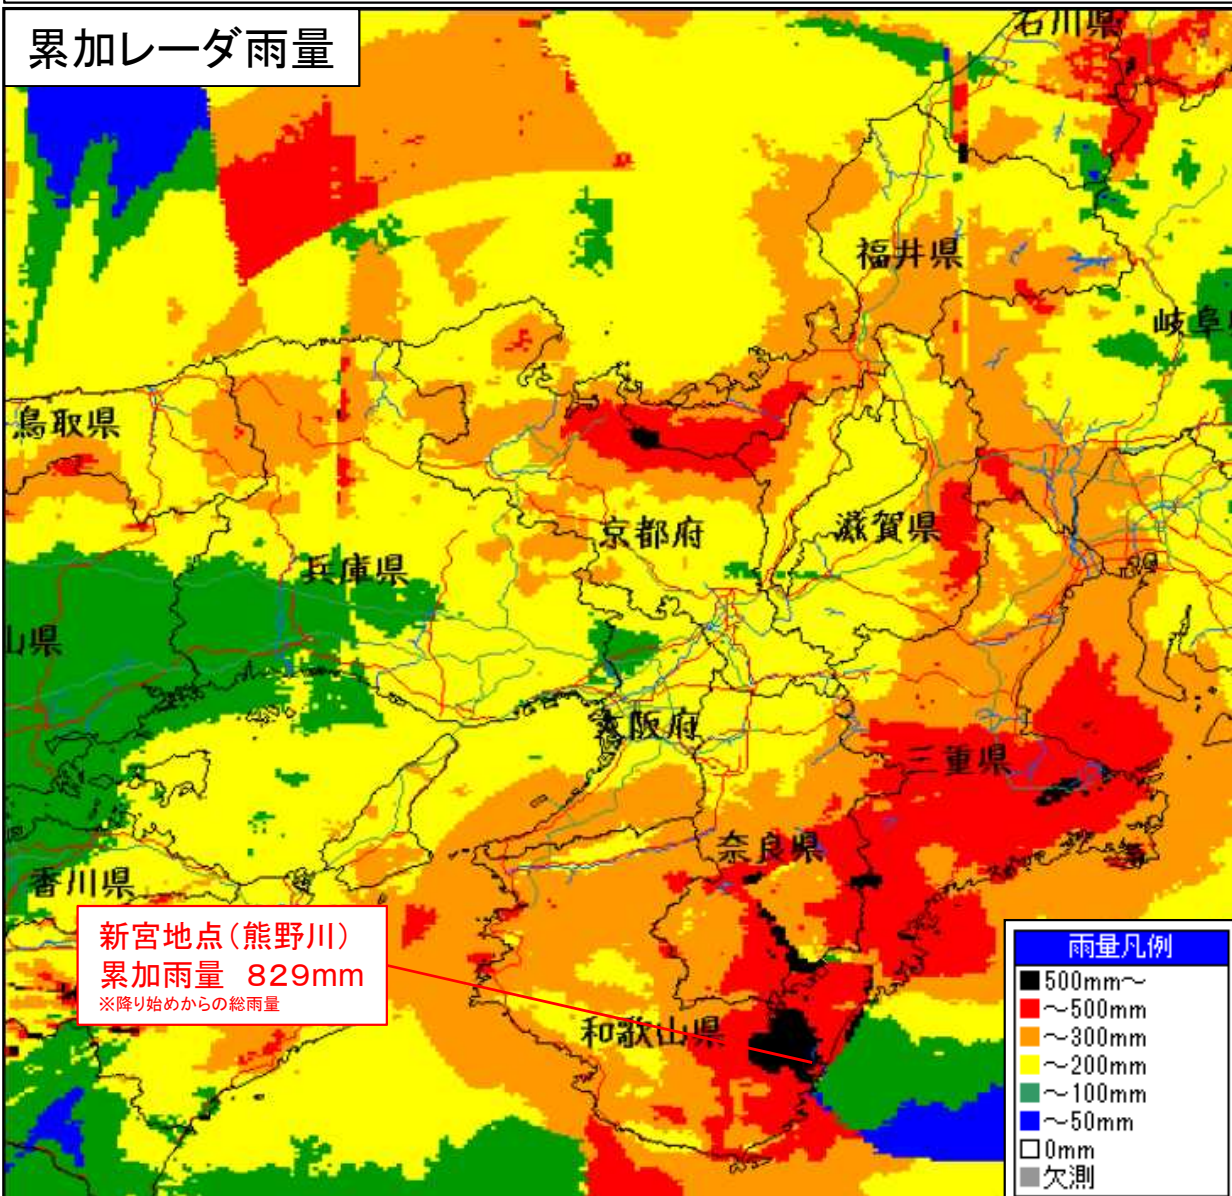 累加レーダ雨量
石川県
福井県
岐阜
鳥取県
京都府
滋賀県
兵庫県
山県
大阪府
三重県
奈良県
香川県
新宮地点（熊野川）
累加雨量 829mm
※降り始めからの総雨量
和歌山県
雨量凡例
500mm～
～500mm
～300mm
～200mm
～100mm
～50mm
0mm
欠測